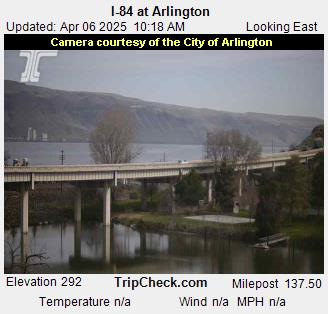 I-84 at Arlington
Updated: Apr 06 2025 10:18 AM Looking East
Camera courtesy of the City of Arlington
Elevation 292 TripCheck.com Milepost 137.50
Temperature n/a Wind n/a MPH n/a